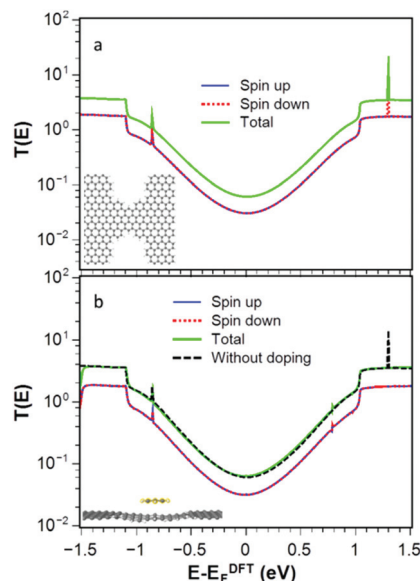 a
Spin up
Spin down
Total
T(E)
10²
10¹
10⁰
10⁻¹
10⁻²
b
Spin up
Spin down
Total
Without doping
T(E)
10²
10¹
10⁰
10⁻¹
10⁻²
−1.5 −1.0 −0.5 0.0 0.5 1.0 1.5
E-E_F^DFT (eV)